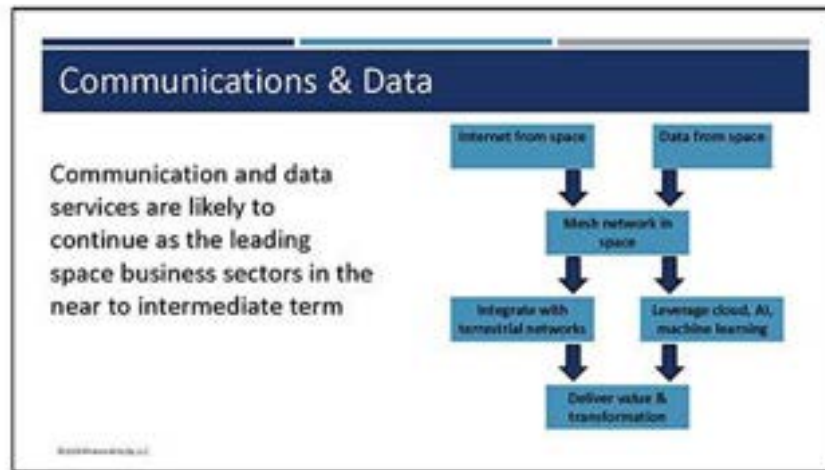 Communications & Data
Communication and data
services are likely to
continue as the leading
space business sectors in the
near to intermediate term
Internet from space
Data from space
Mesh network in
space
Integrate with
terrestrial networks
Leverage cloud, AI,
machine learning
Deliver value &
transformation